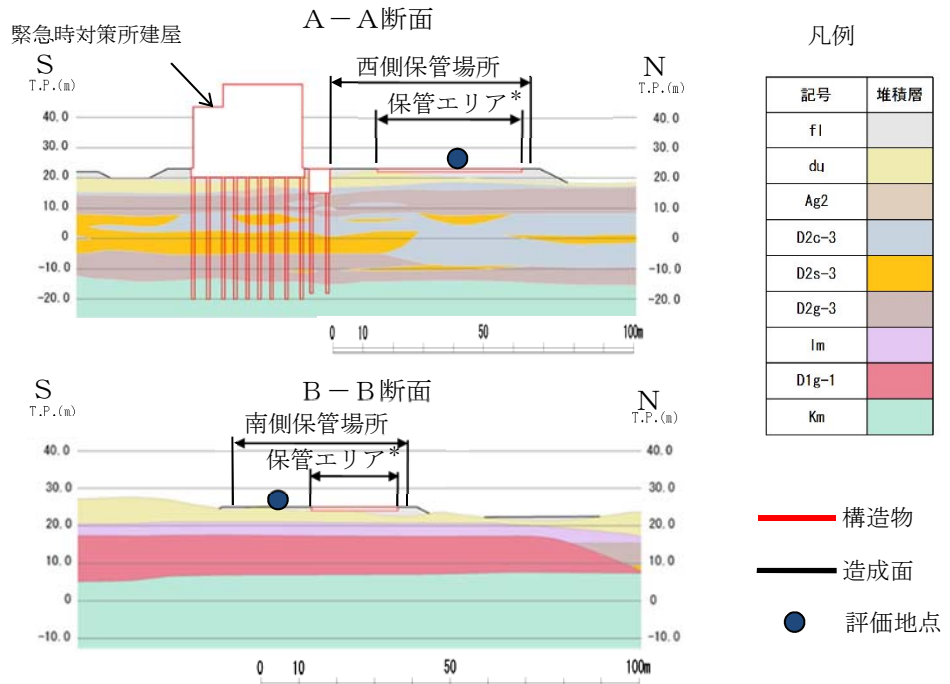 A－A断面
緊急時対策所建屋
S
T.P.(m)
N
T.P.(m)
西側保管場所
保管エリア*
40.0
30.0
20.0
10.0
0
-10.0
-20.0
40.0
30.0
20.0
10.0
0
-10.0
-20.0
0 10 50 100m
B－B断面
S
T.P.(m)
N
T.P.(m)
南側保管場所
保管エリア*
40.0
30.0
20.0
10.0
0
-10.0
40.0
30.0
20.0
10.0
0
-10.0
0 10 50 100m
凡例
記号 堆積層
fl
du
Ag2
D2c-3
D2s-3
D2g-3
lm
D1g-1
Km
構造物
造成面
評価地点